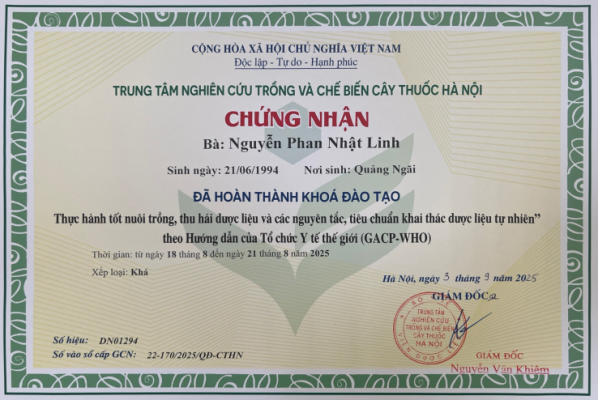 CỘNG HÒA XÃ HỘI CHỦ NGHĨA VIỆT NAM
Độc lập - Tự do - Hạnh phúc
TRUNG TÂM NGHIÊN CỨU TRỒNG VÀ CHẾ BIẾN CÂY THUỐC HÀ NỘI
CHỨNG NHẬN
Bà: Nguyễn Phan Nhật Linh
Sinh ngày: 21/06/1994 Nơi sinh: Quảng Ngãi
ĐÃ HOÀN THÀNH KHOÁ ĐÀO TẠO
Thực hành tốt nuôi trồng, thu hái dược liệu và các nguyên tắc, tiêu chuẩn khai thác dược liệu tự nhiên”
theo Hướng dẫn của Tổ chức Y tế thế giới (GACP-WHO)
Thời gian: từ ngày 18 tháng 8 đến ngày 21 tháng 8 năm 2025
Xếp loại: Khá
Hà Nội, ngày 3 tháng 9 năm 2025
GIÁM ĐỐC
TRUNG TÂM
NGHIÊN CỨU
TRỒNG VÀ CHẾ BIẾN
CÂY THUỐC
HÀ NỘI
Số hiệu: DN01294
Số vào sổ cấp GCN: 22-170/2025/QĐ-CTHN
GIÁM ĐỐC
Nguyễn Văn Khiêm